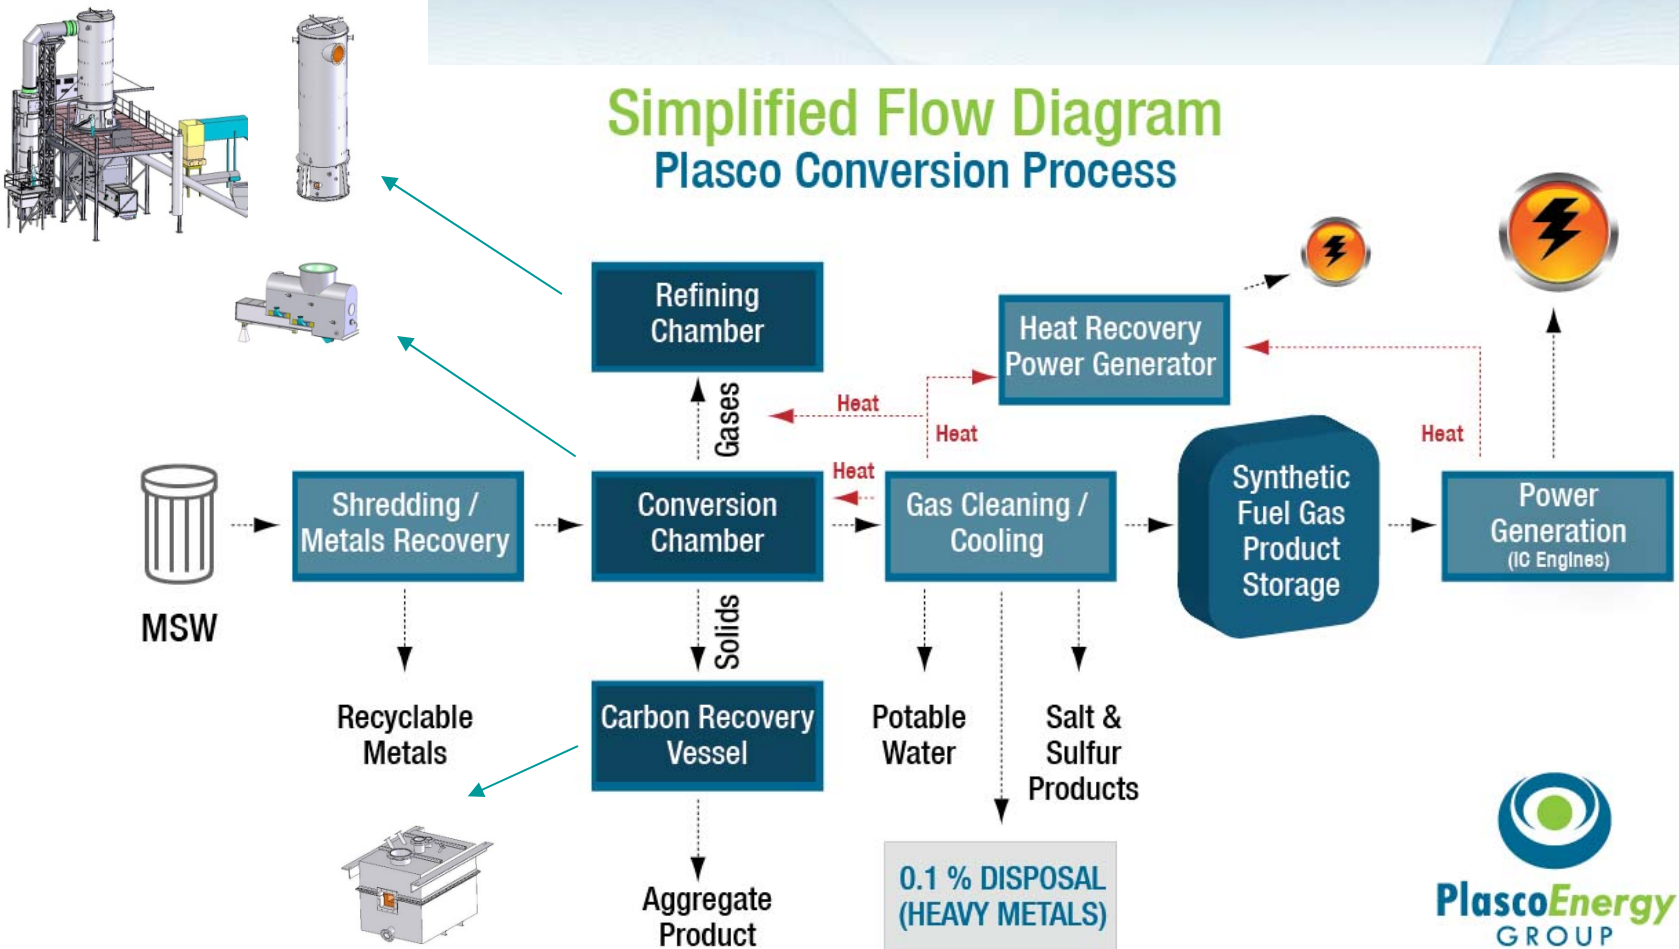 Simplified Flow Diagram
Plasco Conversion Process
Refining
Chamber
Heat Recovery
Power Generator
Gases
Heat
Heat
Heat
Heat
MSW
Shredding /
Metals Recovery
Conversion
Chamber
Gas Cleaning /
Cooling
Synthetic
Fuel Gas
Product
Storage
Power
Generation
(IC Engines)
Solids
Recyclable
Metals
Carbon Recovery
Vessel
Potable
Water
Salt &
Sulfur
Products
Aggregate
Product
0.1 % DISPOSAL
(HEAVY METALS)
PlascoEnergy
GROUP